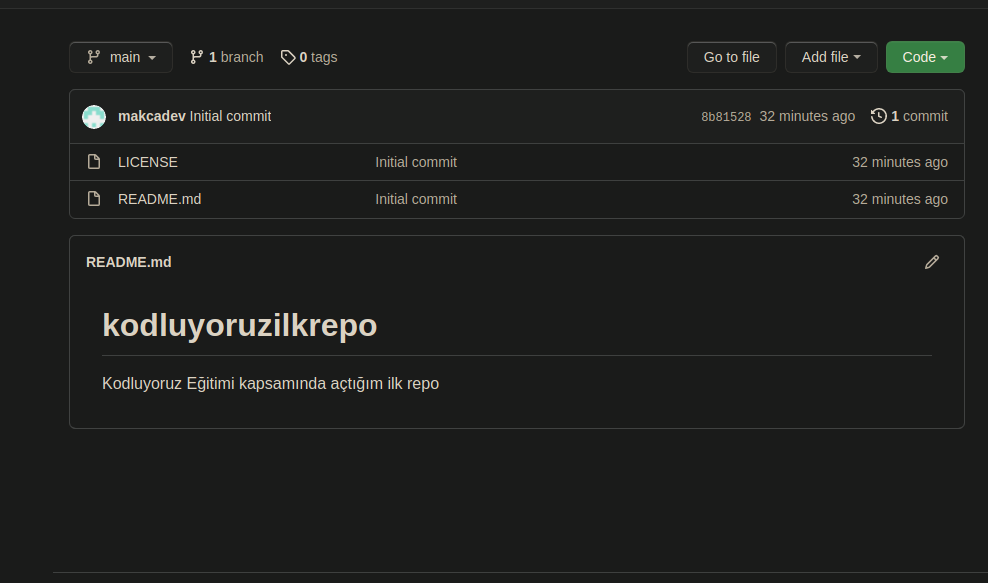 main 1 branch 0 tags Go to file Add file Code
makcadev Initial commit 8b81528 32 minutes ago 1 commit
LICENSE Initial commit 32 minutes ago
README.md Initial commit 32 minutes ago
README.md
kodluyoruzilkrepo
Kodluyoruz Eğitimi kapsamında açtığım ilk repo